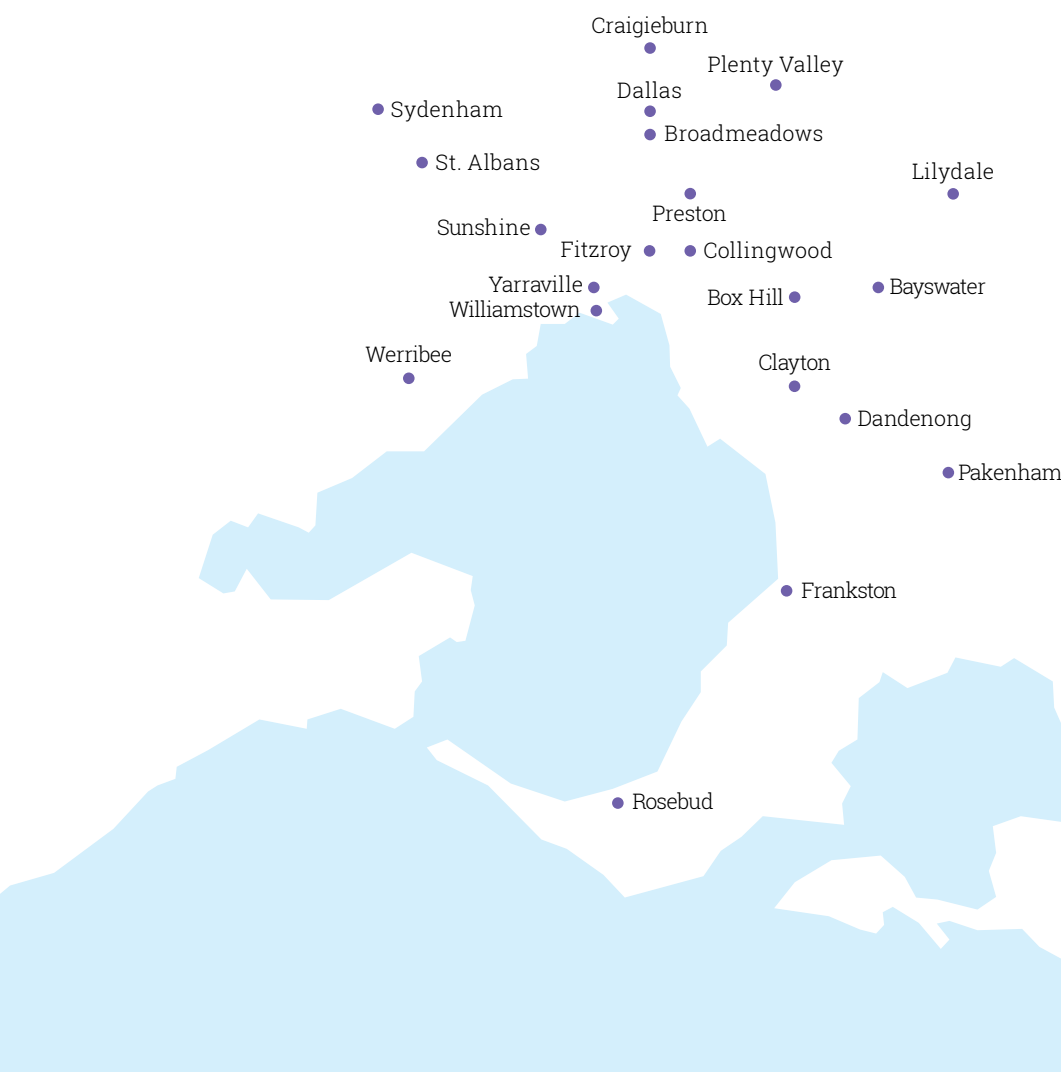 Craigieburn
Plenty Valley
Dallas
Sydenham
Broadmeadows
St. Albans
Lilydale
Preston
Sunshine
Fitzroy
Collingwood
Yarraville
Bayswater
Box Hill
Williamstown
Werribee
Clayton
Dandenong
Pakenham
Frankston
Rosebud